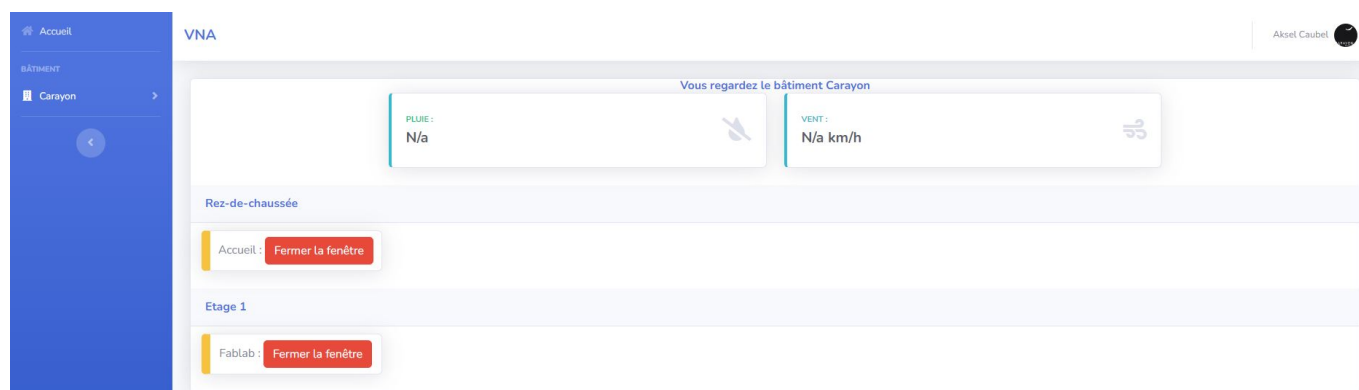 Accueil
VNA
Aksel Caubel
BÂTIMENT
Carayon
Vous regardez le bâtiment Carayon
PLUIE :
N/a
VENT :
N/a km/h
Rez-de-chaussée
Accueil : Fermer la fenêtre
Etage 1
Fablab : Fermer la fenêtre